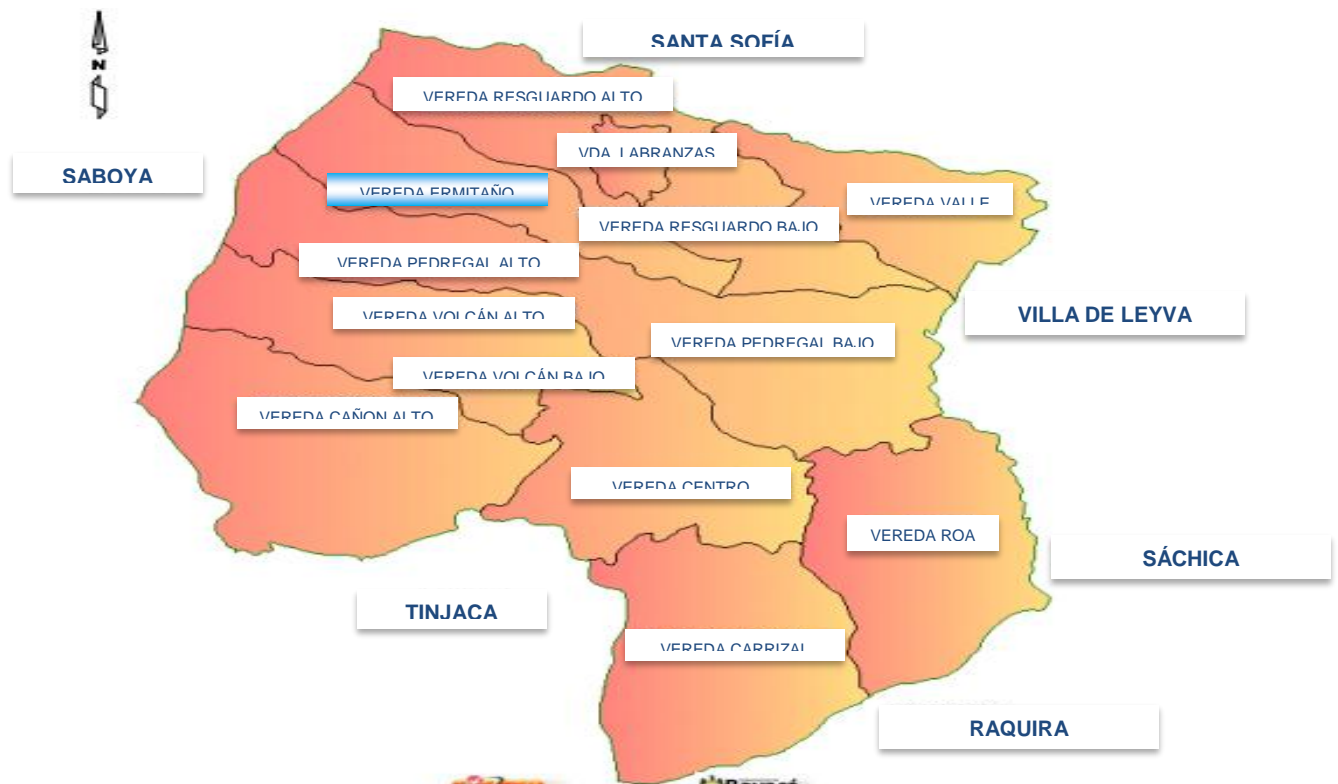 N
SANTA SOFÍA
VEREDA RESGUARDO ALTO
VDA. LABRANZAS
SABOYA
VEREDA ERMITAÑO
VEREDA VALLE
VEREDA RESGUARDO BAJO
VEREDA PEDREGAL ALTO
VEREDA VOLCÁN ALTO
VILLA DE LEYVA
VEREDA PEDREGAL BAJO
VEREDA VOLCÁN BAJO
VEREDA CAÑON ALTO
VEREDA CENTRO
VEREDA ROA
SÁCHICA
TINJACA
VEREDA CARRIZAL
RAQUIRA